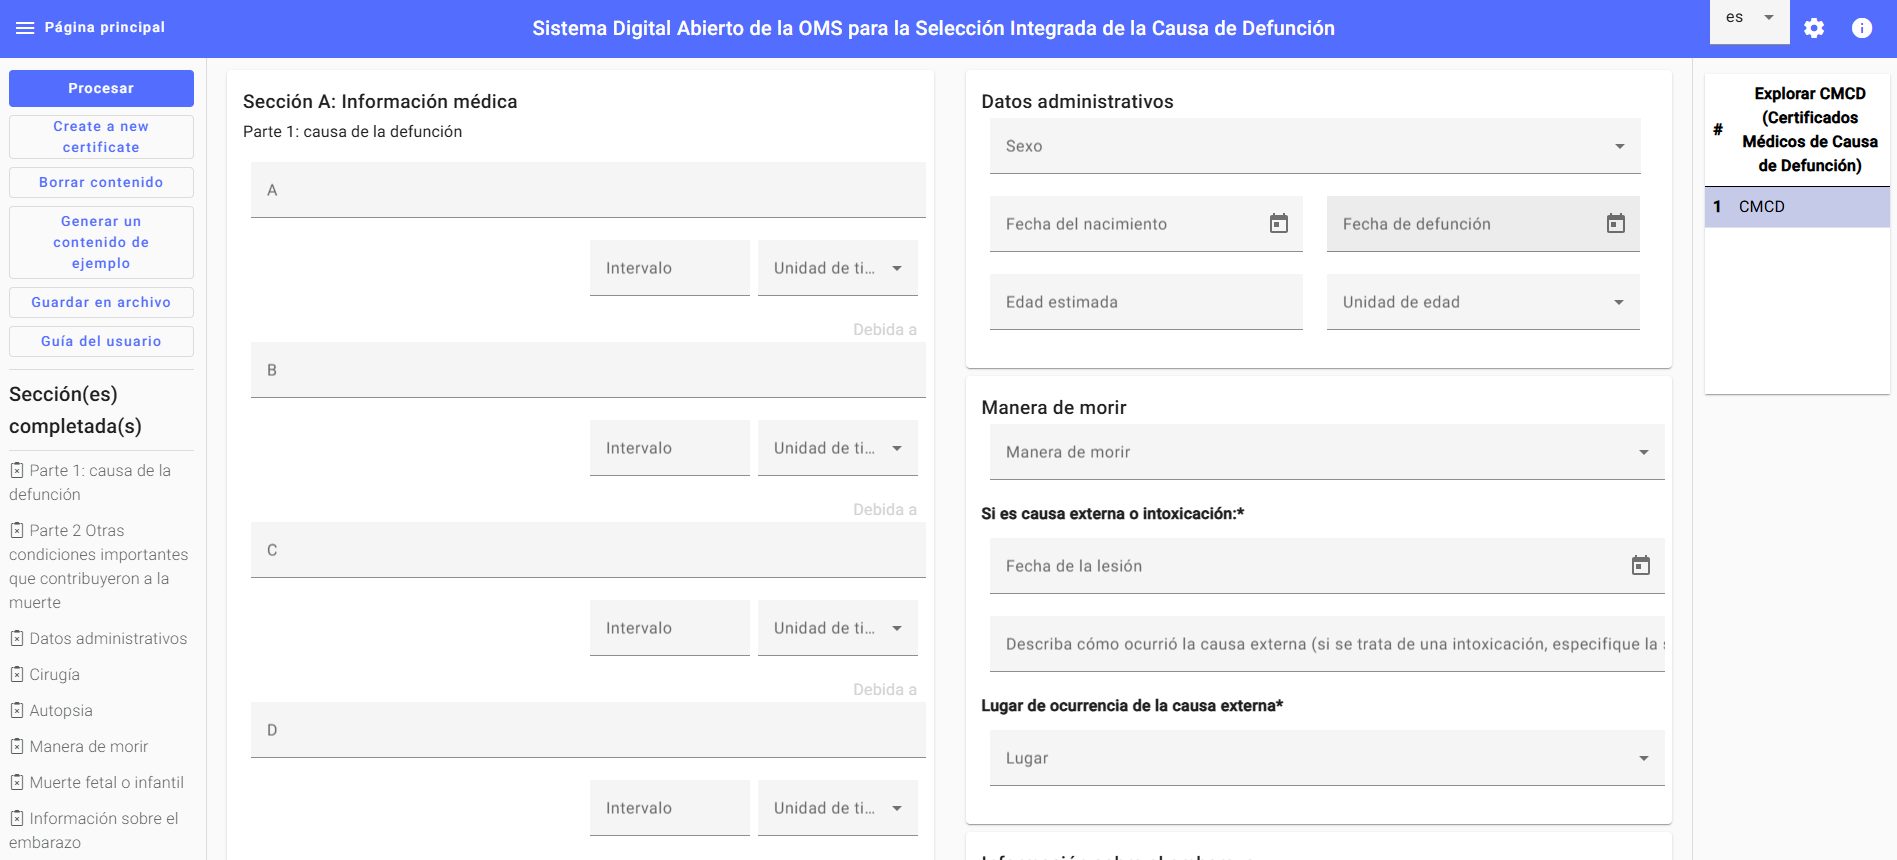 Página principal
Sistema Digital Abierto de la OMS para la Selección Integrada de la Causa de Defunción
es
Procesar
Create a new
certificate
Borrar contenido
Generar un
contenido de
ejemplo
Guardar en archivo
Guía del usuario
Sección(es)
completada(s)
Parte 1: causa de la
defunción
Parte 2 Otras
condiciones importantes
que contribuyeron a la
muerte
Datos administrativos
Cirugía
Autopsia
Manera de morir
Muerte fetal o infantil
Información sobre el
embarazo
Sección A: Información médica
Parte 1: causa de la defunción
A
Intervalo
Unidad de ti...
Debida a
B
Intervalo
Unidad de ti...
Debida a
C
Intervalo
Unidad de ti...
Debida a
D
Intervalo
Unidad de ti...
Datos administrativos
Sexo
Fecha del nacimiento
Fecha de defunción
Edad estimada
Unidad de edad
Manera de morir
Manera de morir
Si es causa externa o intoxicación:*
Fecha de la lesión
Describa cómo ocurrió la causa externa (si se trata de una intoxicación, especifique la
Lugar de ocurrencia de la causa externa*
Lugar
#
Explorar CMCD
(Certificados
Médicos de Causa
de Defunción)
1 CMCD